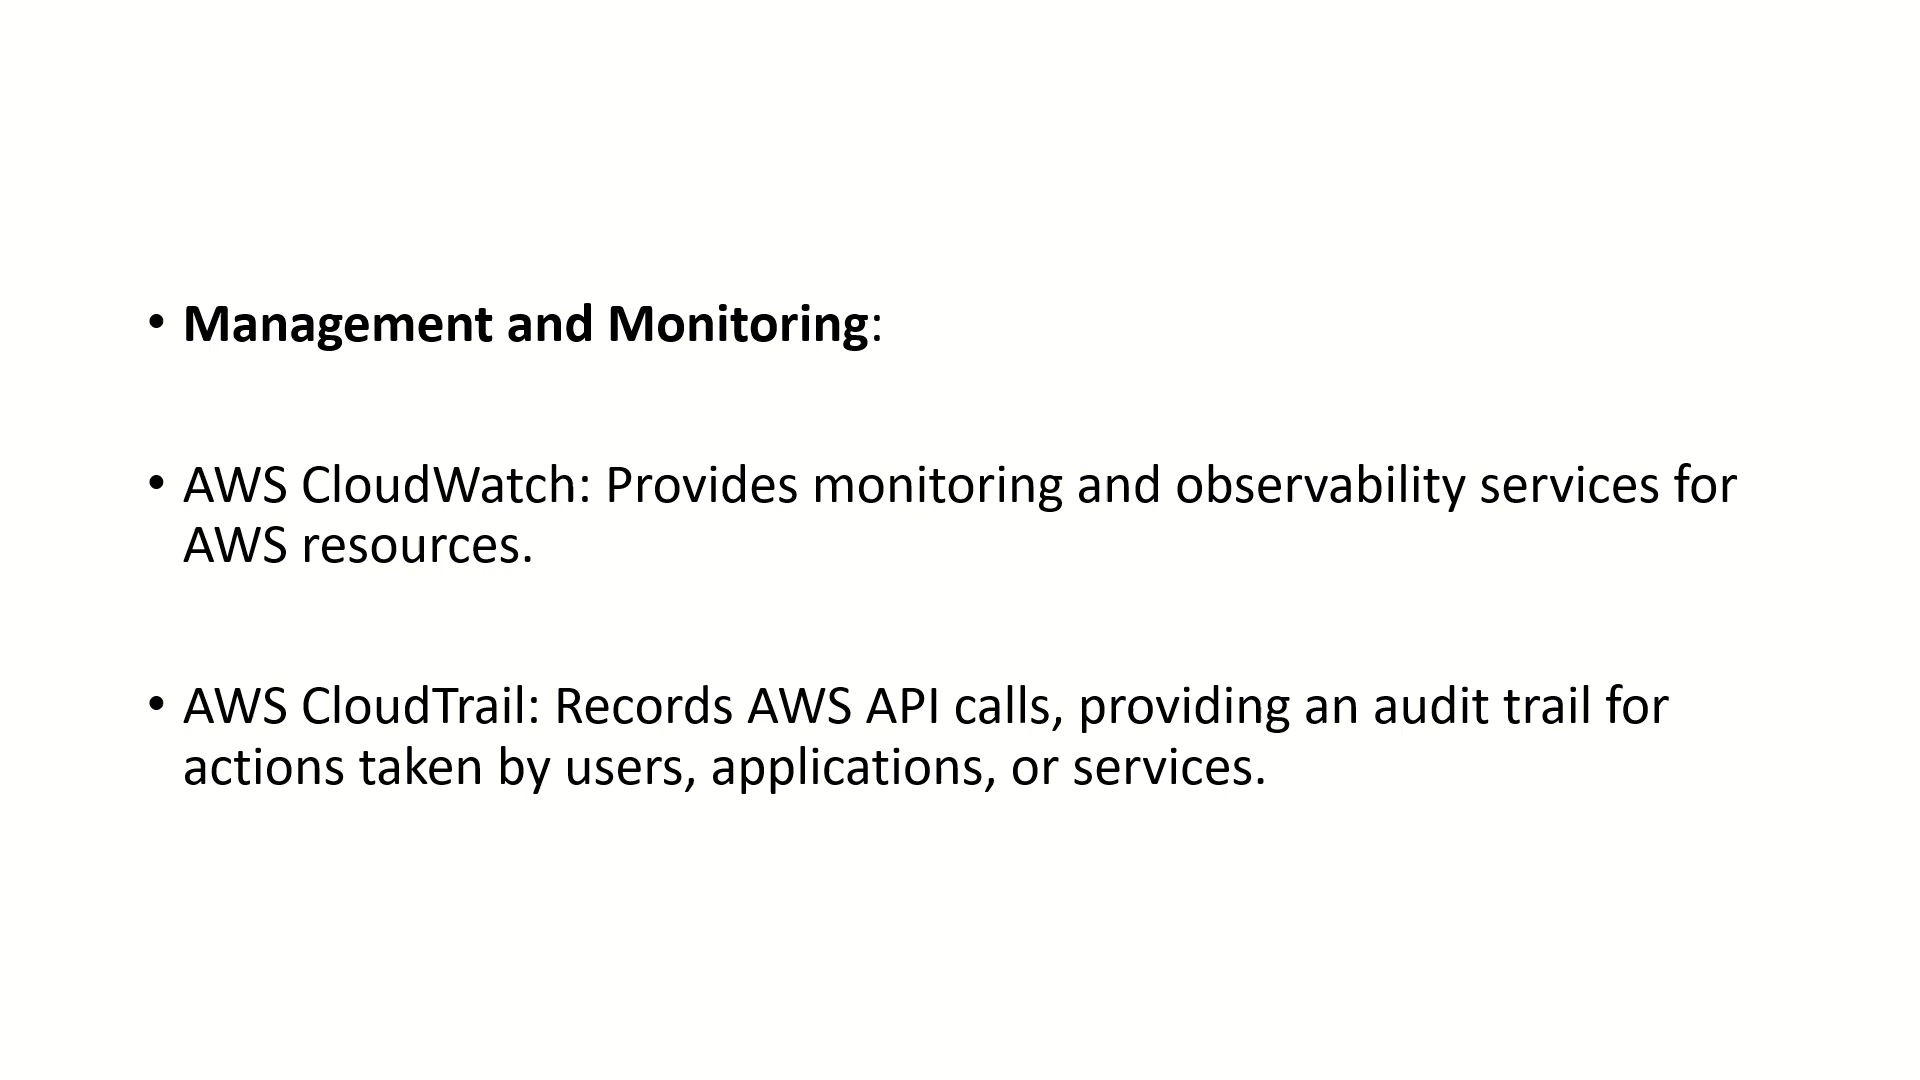 • Management and Monitoring:
• AWS CloudWatch: Provides monitoring and observability services for
AWS resources.
• AWS CloudTrail: Records AWS API calls, providing an audit trail for
actions taken by users, applications, or services.